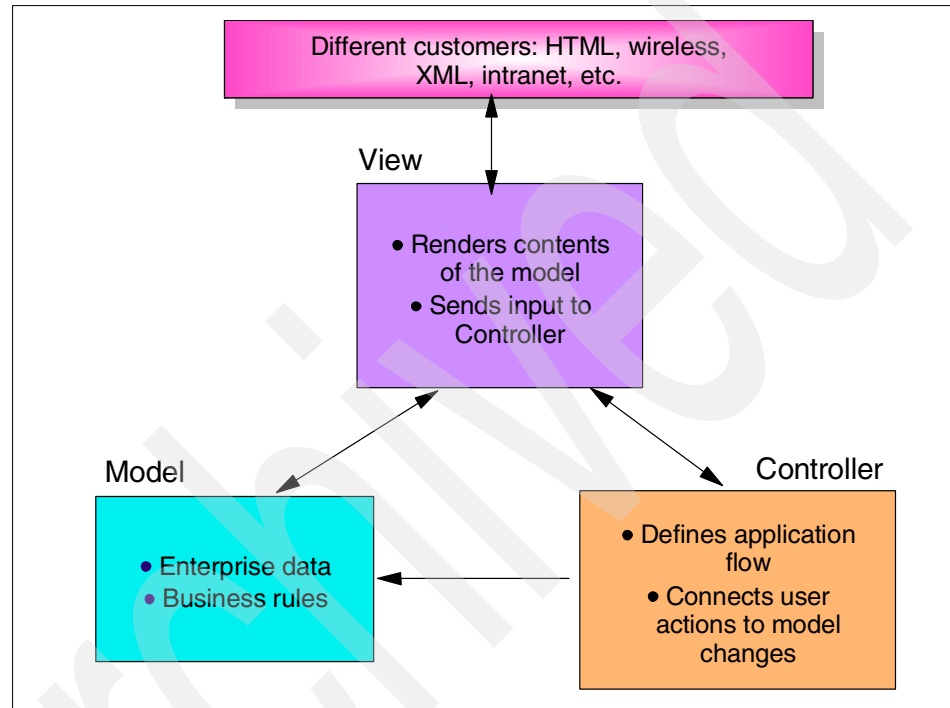 Different customers: HTML, wireless,
XML, intranet, etc.
View
• Renders contents
of the model
• Sends input to
Controller
Model
• Enterprise data
• Business rules
Controller
• Defines application
flow
• Connects user
actions to model
changes
rchived